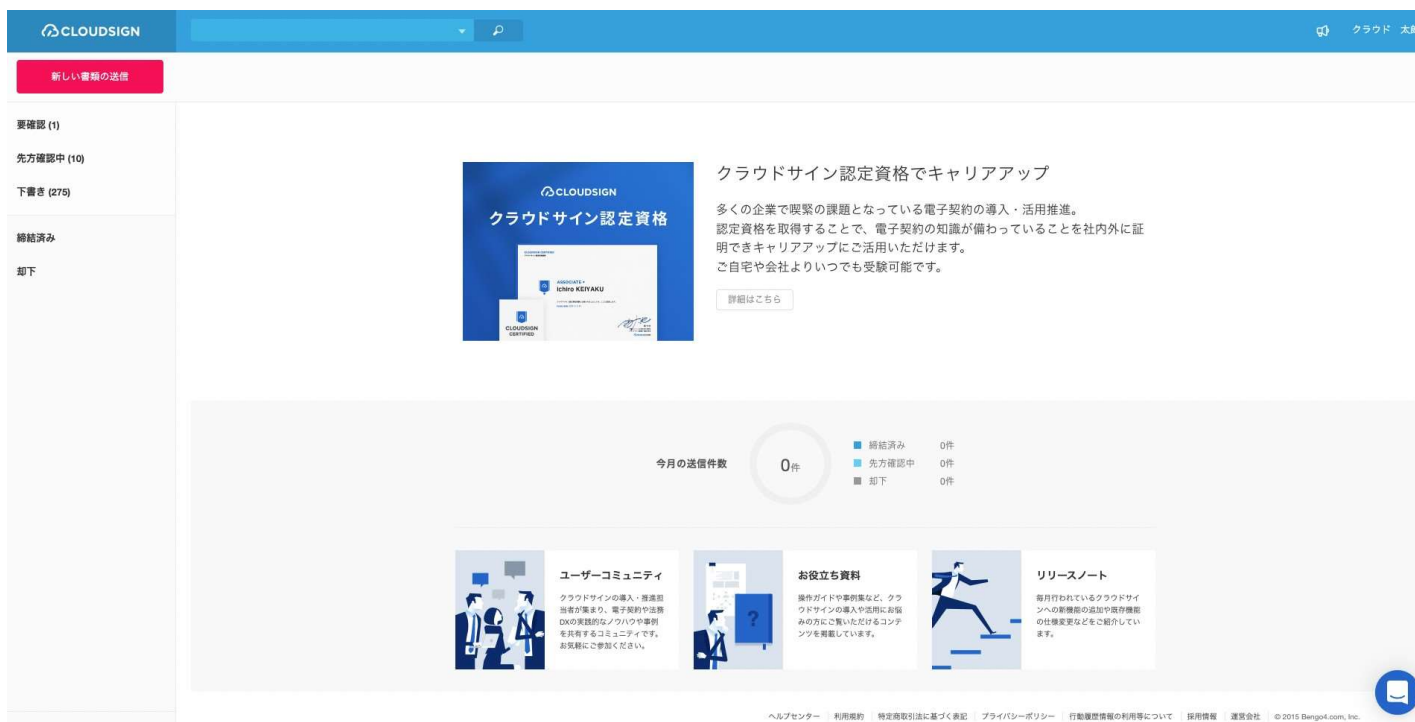 CLOUDSIGN
クラウド 太郎
新しい書類の送信
要確認 (1)
先方確認中 (10)
下書き (275)
締結済み
却下
CLOUDSIGN
クラウドサイン認定資格
ASSOCIATE
Ichiro KEIYAKU
CLOUDSIGN
CERTIFIED
クラウドサイン認定資格でキャリアアップ
多くの企業で喫緊の課題となっている電子契約の導入・活用推進。
認定資格を取得することで、電子契約の知識が備わっていることを社内外に証
明できキャリアアップにご活用いただけます。
ご自宅や会社よりいつでも受験可能です。
詳細はこちら
今月の送信件数
0件
締結済み 0件
先方確認中 0件
却下 0件
ユーザーコミュニティ
クラウドサインの導入・推進担
当者が集まり、電子契約や法務
DXの実践的なノウハウや事例
を共有するコミュニティです。
お気軽にご参加ください。
お役立ち資料
操作ガイドや事例集など、クラ
ウドサインの導入や活用にお悩
みの方にご覧いただけるコンテ
ンツを掲載しています。
?
リリースノート
毎月行われているクラウドサイ
ンへの新機能の追加や既存機能
の仕様変更などをご紹介してい
ます。
ヘルプセンター 利用規約 特定商取引法に基づく表記 プライバシーポリシー 行動履歴情報の利用等について 採用情報 運営会社 © 2015 Bengo4.com, Inc.